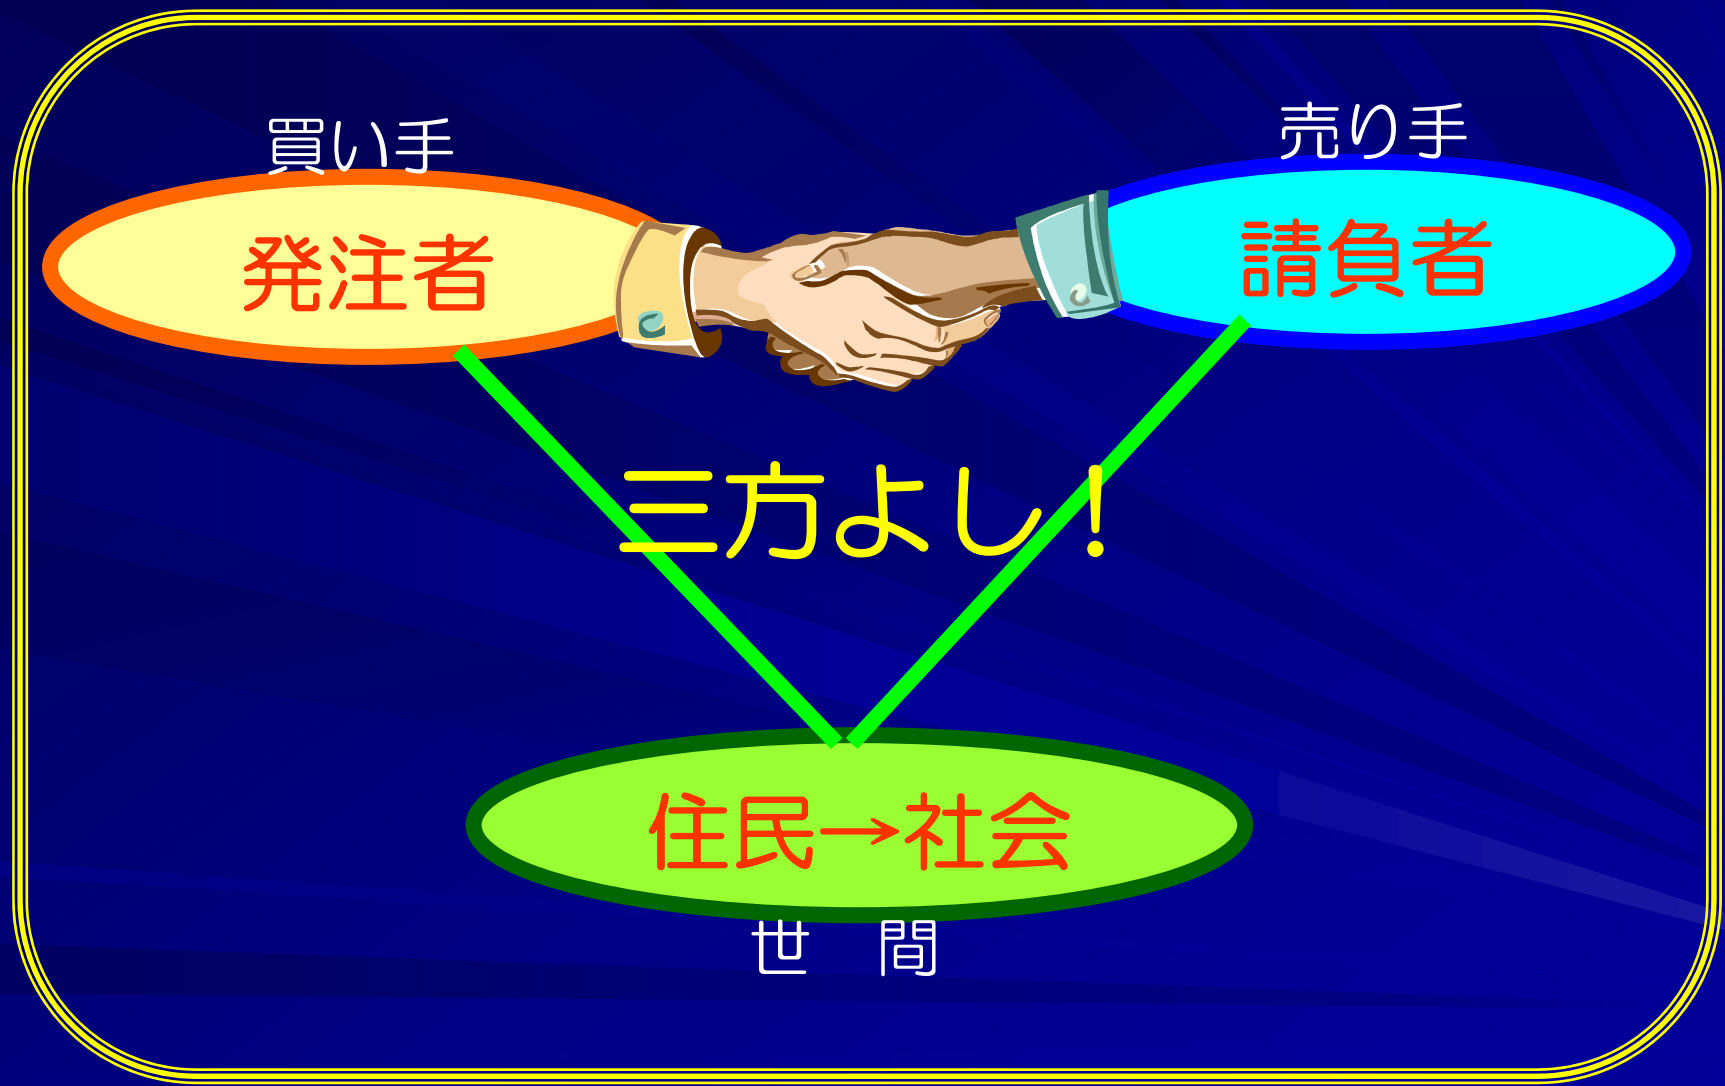 買い手
売り手
発注者
請負者
三方よし！
住民→社会
世　間